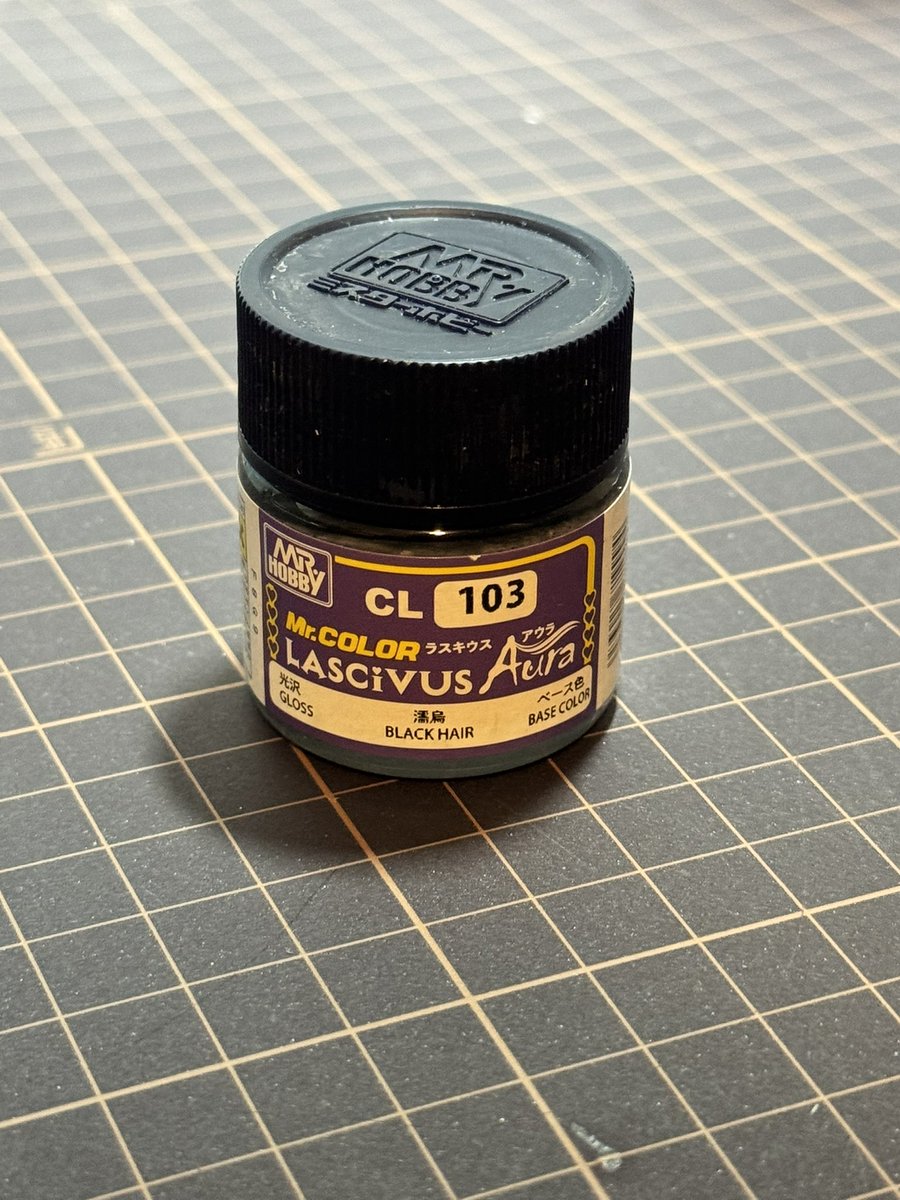 MR
HOBBY
ミスターホビー
MR
HOBBY
CL 103
Mr.COLOR ラスキウス アウラ
LASCiVUS Aura
光沢
GLOSS
濡烏
BLACK HAIR
ベース色
BASE COLOR